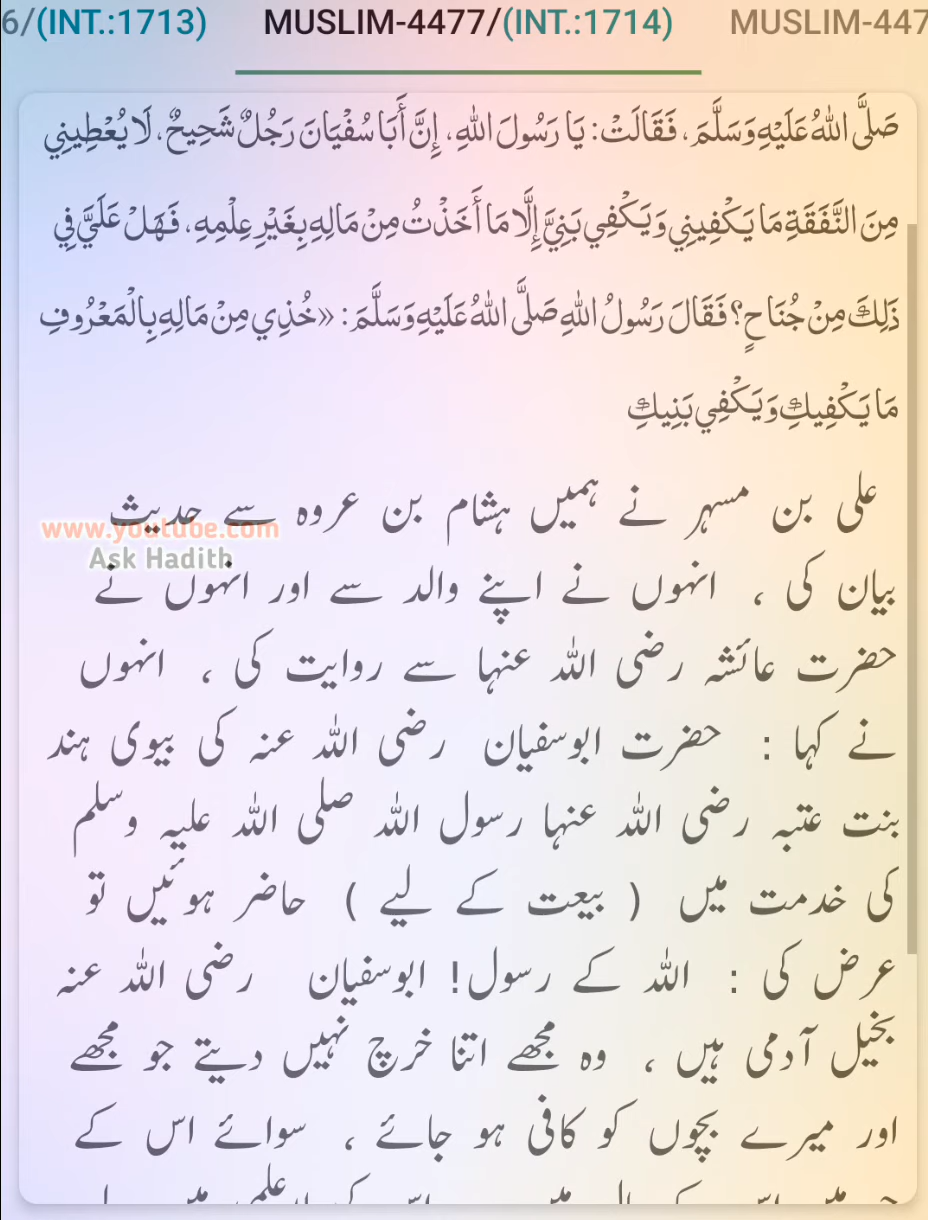 6/(INT.:1713) MUSLIM-4477/(INT.:1714) MUSLIM-447
صَلَّى اللهُ عَلَيْهِ وَسَلَّمَ، فَقَالَتْ: يَا رَسُولَ اللهِ، إِنَّ أَبَا سُفْيَانَ رَجُلٌ شَحِيحٌ، لَا يُعْطِينِي
مِنَ النَّفَقَةِ مَا يَكْفِينِي وَيَكْفِي بَنِيَّ إِلَّا مَا أَخَذْتُ مِنْ مَالِهِ بِغَيْرِ عِلْمِهِ، فَهَلْ عَلَيَّ فِي
ذَلِكَ مِنْ جُنَاحٍ؟ فَقَالَ رَسُولُ اللهِ صَلَّى اللهُ عَلَيْهِ وَسَلَّمَ: «خُذِي مِنْ مَالِهِ بِالْمَعْرُوفِ
مَا يَكْفِيكِ وَيَكْفِي بَنِيكِ
علی بن مسہر نے ہمیں ہشام بن عروہ سے حدیث
www.youtube.com
Ask Hadith
بیان کی ، انہوں نے اپنے والد سے اور انہوں نے
حضرت عائشہ رضی اللہ عنہا سے روایت کی ، انہوں
نے کہا : حضرت ابوسفیان رضی اللہ عنہ کی بیوی ہند
بنت عتبہ رضی اللہ عنہا رسول اللہ صلی اللہ علیہ وسلم
کی خدمت میں ( بیعت کے لیے ) حاضر ہوئیں تو
عرض کی : اللہ کے رسول! ابوسفیان رضی اللہ عنہ
بخیل آدمی ہیں ، وہ مجھے اتنا خرچ نہیں دیتے جو مجھے
اور میرے بچوں کو کافی ہو جائے ، سوائے اس کے